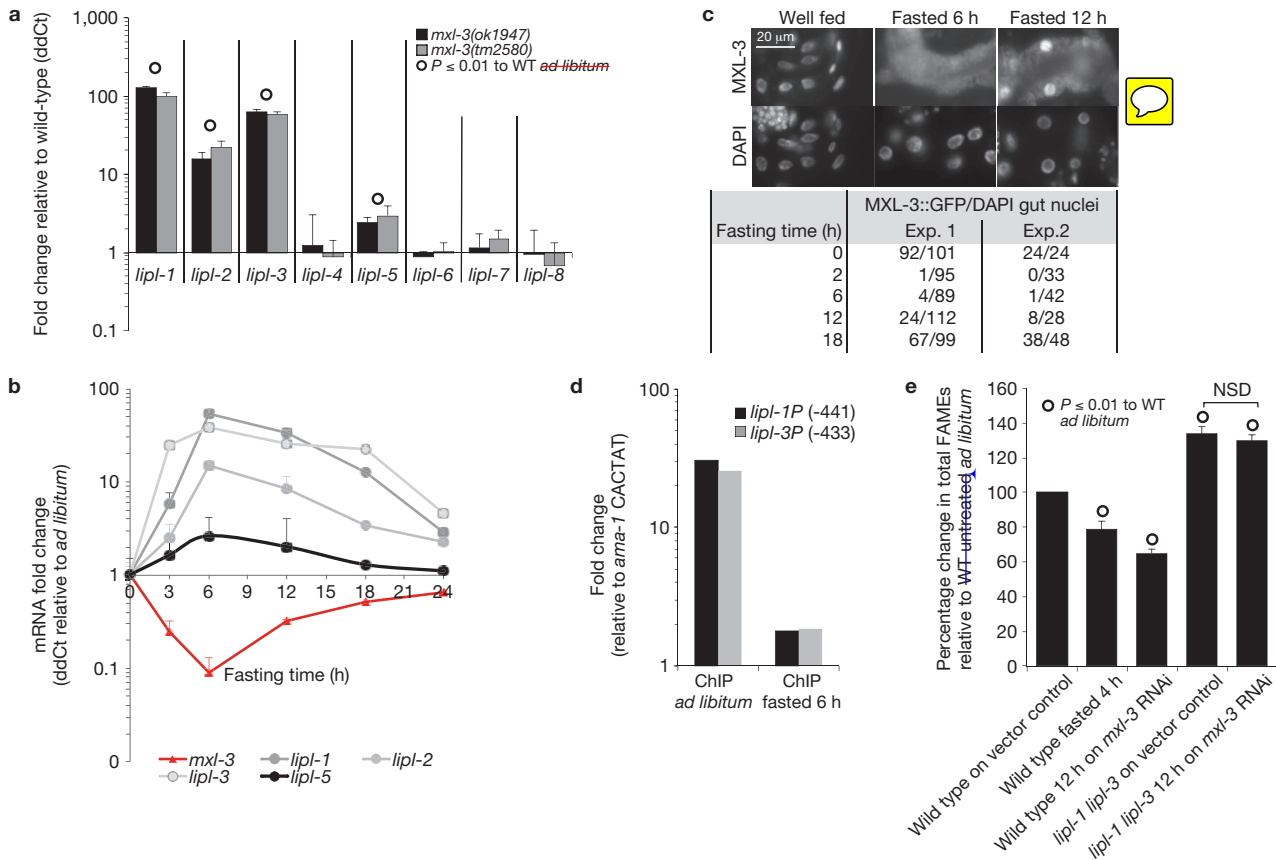 a
Fold change relative to wild-type (ddCt)
1,000
100
10
1
0.1
mxl-3(ok1947)
mxl-3(tm2580)
P ≤ 0.01 to WT ad libitum
lipl-1 lipl-2 lipl-3 lipl-4 lipl-5 lipl-6 lipl-7 lipl-8
b
mRNA fold change
(ddCt relative to ad libitum)
100
10
1
0.1
0
0 3 6 9 12 15 18 21 24
Fasting time (h)
mxl-3 lipl-1 lipl-2
lipl-3 lipl-5
c
Well fed Fasted 6 h Fasted 12 h
20 µm
MXL-3
DAPI
MXL-3::GFP/DAPI gut nuclei
Fasting time (h) Exp. 1 Exp.2
0 92/101 24/24
2 1/95 0/33
6 4/89 1/42
12 24/112 8/28
18 67/99 38/48
d
Fold change
(relative to ama-1 CACTAT)
100
10
1
lipl-1P (-441)
lipl-3P (-433)
ChIP
ad libitum
ChIP
fasted 6 h
e
Percentage change in total FAMEs
relative to WT untreated ad libitum
160
140
120
100
80
60
40
20
0
P ≤ 0.01 to WT
ad libitum
NSD
Wild type on vector control
Wild type fasted 4 h
Wild type 12 h on mxl-3 RNAi
lipl-1 lipl-3 on vector control
lipl-1 lipl-3 12 h on mxl-3 RNAi